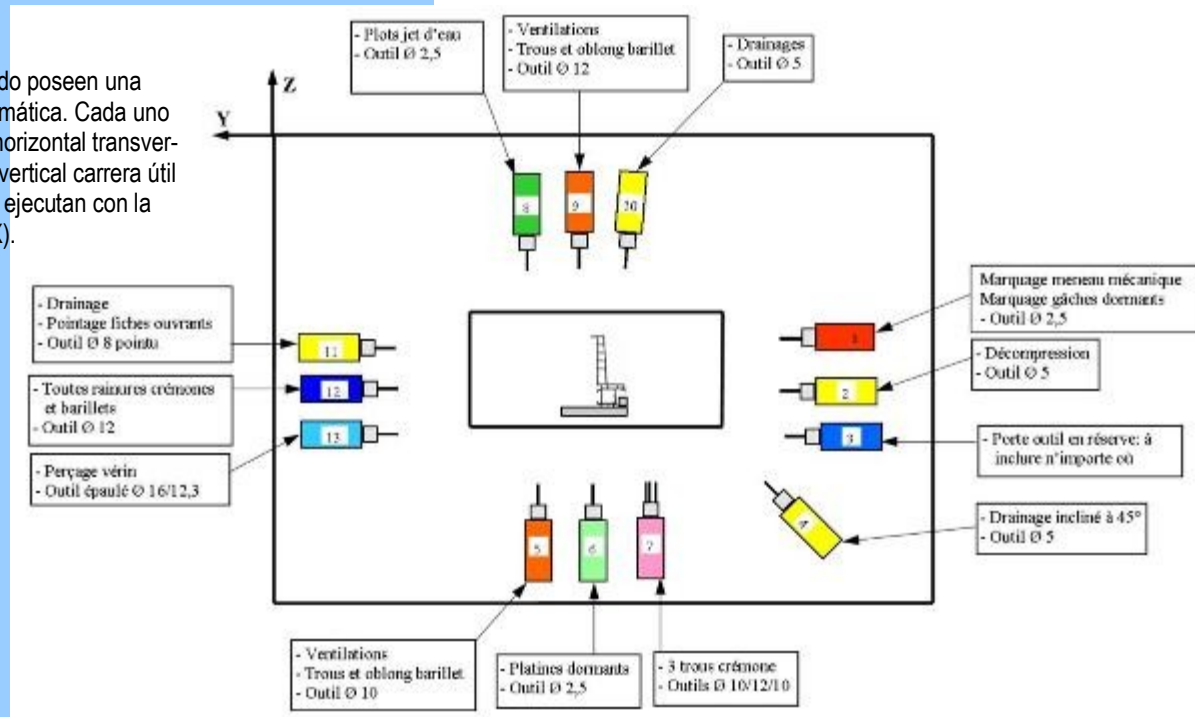 do poseen una
mática. Cada uno
horizontal transver-
vertical carrera útil
ejecutan con la
X).
Z
Y
- Plots jet d'eau
- Outil Ø 2,5
- Ventilations
- Trous et oblong barillet
- Outil Ø 12
- Drainages
- Outil Ø 5
8
9
10
- Drainage
- Pointage fiches ouvrants
- Outil Ø 8 pointu
- Toutes rainures crémones
et barillets
- Outil Ø 12
- Perçage vérin
- Outil épaulé Ø 16/12,3
11
12
13
1
2
3
4
Marquage meneau mécanique
Marquage gâches dormants
- Outil Ø 2,5
- Décompression
- Outil Ø 5
- Porte outil en réserve: à
inclure n'importe où
- Drainage incliné à 45°
- Outil Ø 5
5
6
7
- Ventilations
- Trous et oblong barillet
- Outil Ø 10
- Platines dormants
- Outil Ø 2,5
- 3 trous crémone
- Outils Ø 10/12/10